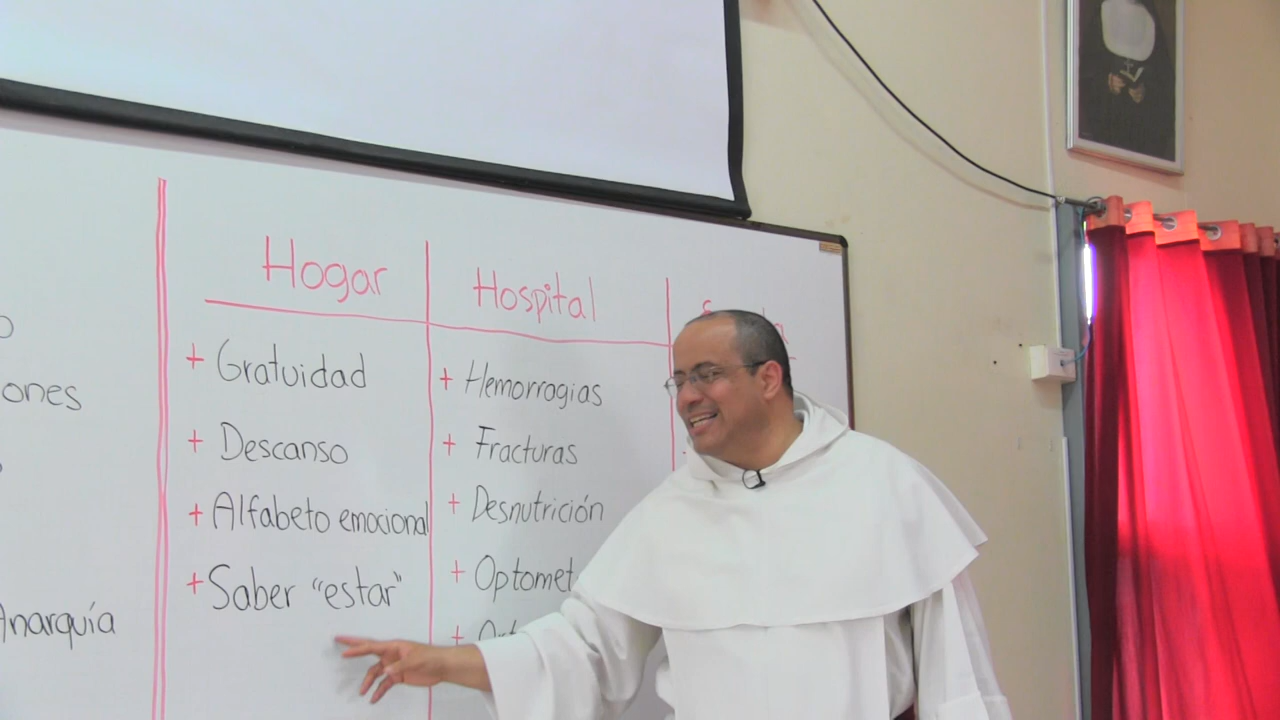 Hogar
+ Gratuidad
+ Descanso
+ Alfabeto emocional
+ Saber "estar"
Hospital
+ Hemorragias
+ Fracturas
+ Desnutrición
+ Optomet
ones
Anarquía